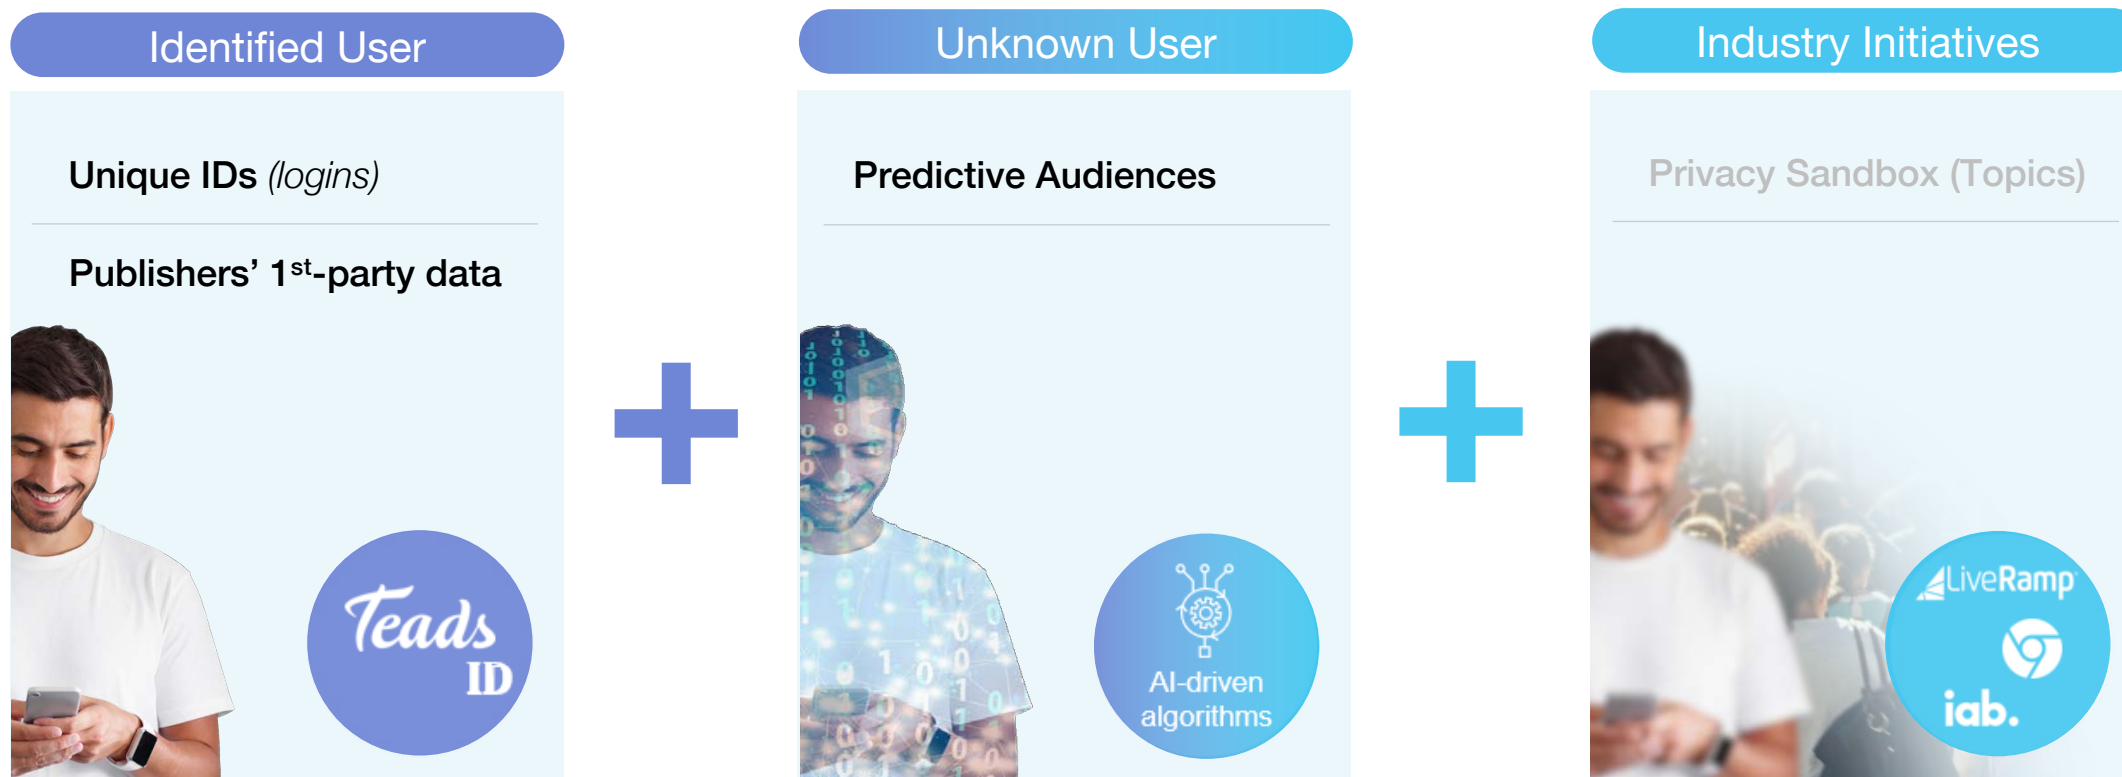 Identified User
Unique IDs (logins)
Publishers’ 1st-party data
Teads
ID
Unknown User
Predictive Audiences
AI-driven
algorithms
Industry Initiatives
Privacy Sandbox (Topics)
LiveRamp
iab.